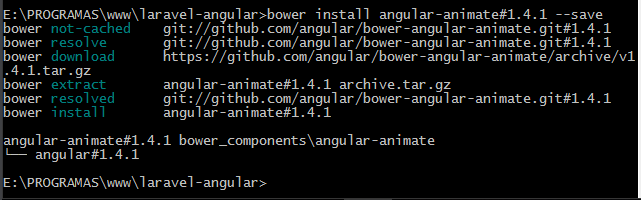 E:\PROGRAMAS\www\laravel-angular>bower install angular-animate#1.4.1 --save
bower not-cached    git://github.com/angular/bower-angular-animate.git#1.4.1
bower resolve       git://github.com/angular/bower-angular-animate.git#1.4.1
bower download      https://github.com/angular/bower-angular-animate/archive/v1
.4.1.tar.gz
bower extract       angular-animate#1.4.1 archive.tar.gz
bower resolved      git://github.com/angular/bower-angular-animate.git#1.4.1
bower install       angular-animate#1.4.1
angular-animate#1.4.1 bower_components\angular-animate
└── angular#1.4.1
E:\PROGRAMAS\www\laravel-angular>